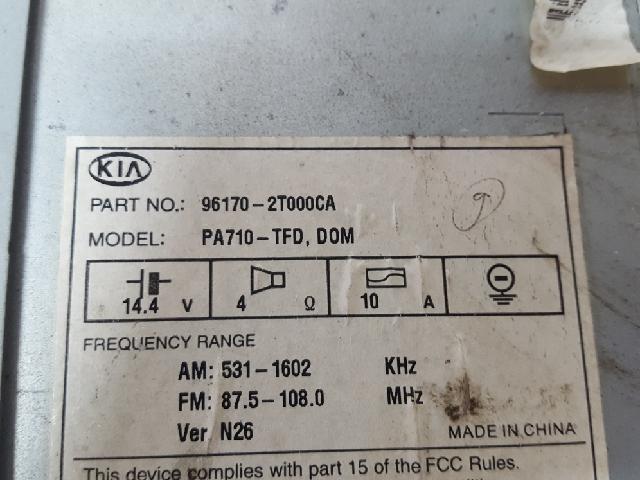 KIA
PART NO.: 96170-2T000CA
MODEL: PA710-TFD, DOM
14.4 V 4 Ω 10 A
FREQUENCY RANGE
AM: 531-1602 KHz
FM: 87.5-108.0 MHz
Ver N26 MADE IN CHINA
This device complies with part 15 of the FCC Rules.